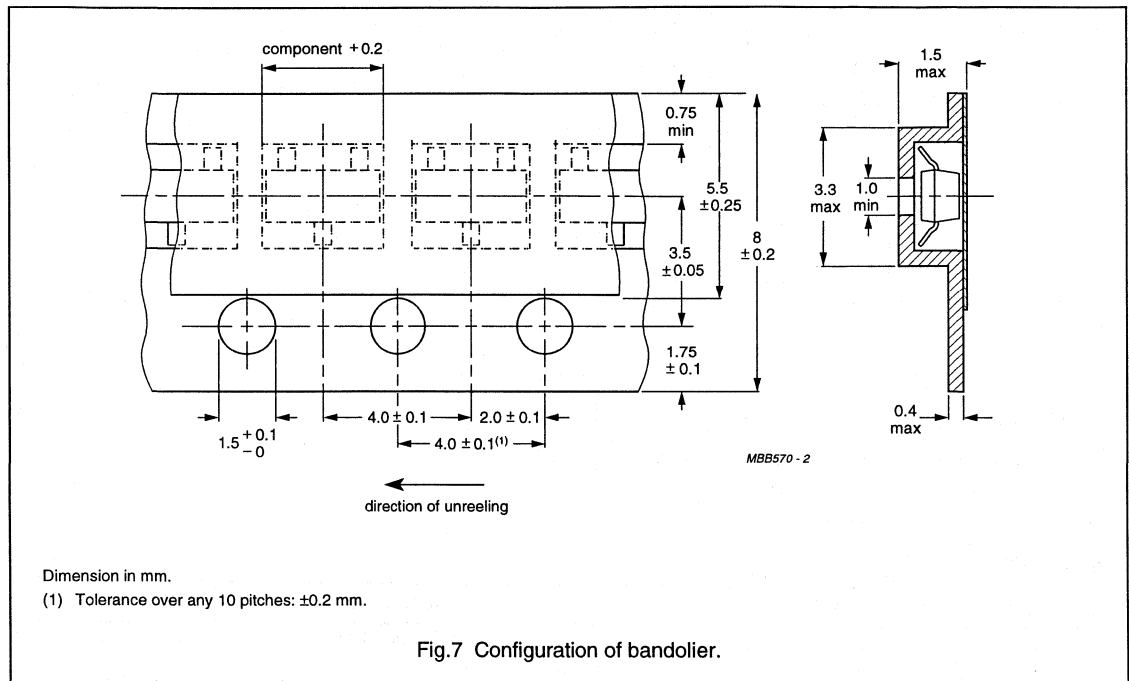 component + 0.2
1.5
max
0.75
min
5.5
±0.25
3.3
max
1.0
min
8
±0.2
3.5
±0.05
1.75
± 0.1
4.0 ± 0.1
2.0 ± 0.1
0.4
max
1.5 +0.1 −0
4.0 ±0.1(1)
MBB570 - 2
direction of unreeling
Dimension in mm.
(1) Tolerance over any 10 pitches: ±0.2 mm.
Fig.7 Configuration of bandolier.